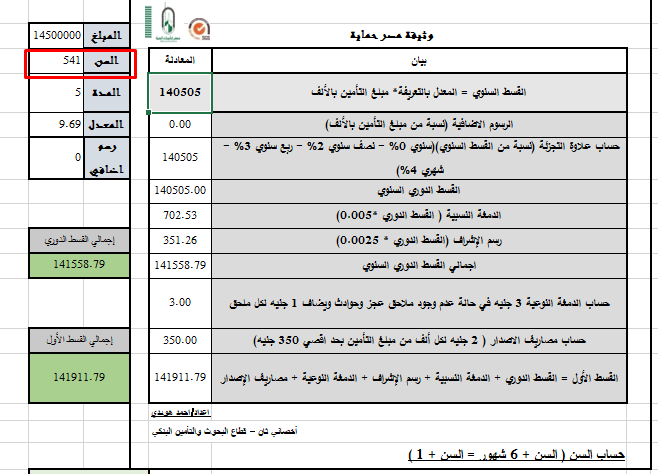 وثيقة مصر حماية
المبلغ 14500000
السن 541
المدة 5
المعدل 9.69
رسم اضافي 0
إجمالي القسط الدوري
141558.79
إجمالي القسط الأول
141911.79
بيان المعادلة
القسط السنوي = المعدل بالتعريفة* مبلغ التأمين بالألف 140505
الرسوم الاضافية (نسبة من مبلغ التأمين بالألف) 0.00
حساب علاوة التجزئة (نسبة من القسط السنوي)(سنوي 0% - نصف سنوي 2% - ربع سنوي 3% -
شهري 4%) 140505
القسط الدوري السنوي 140505.00
الدمغة النسبية ( القسط الدوري *0.005) 702.53
رسم الإشراف (القسط الدوري * 0.0025) 351.26
اجمالي القسط الدوري السنوي 141558.79
حساب الدمغة النوعية 3 جنيه في حالة عدم وجود ملاحق عجز وحوادث ويضاف 1 جنيه لكل ملحق 3.00
حساب مصاريف الاصدار ( 2 جنيه لكل ألف من مبلغ التأمين بحد اقصي 350 جنيه) 350.00
القسط الأول = القسط الدوري + الدمغة النسبية + رسم الإشراف + الدمغة النوعية + مصاريف الإصدار 141911.79
اعداد/احمد هويدي
أخصائي ثان - قطاع البحوث والتأمين البنكي
حساب السن ( السن + 6 شهور = السن + 1 )